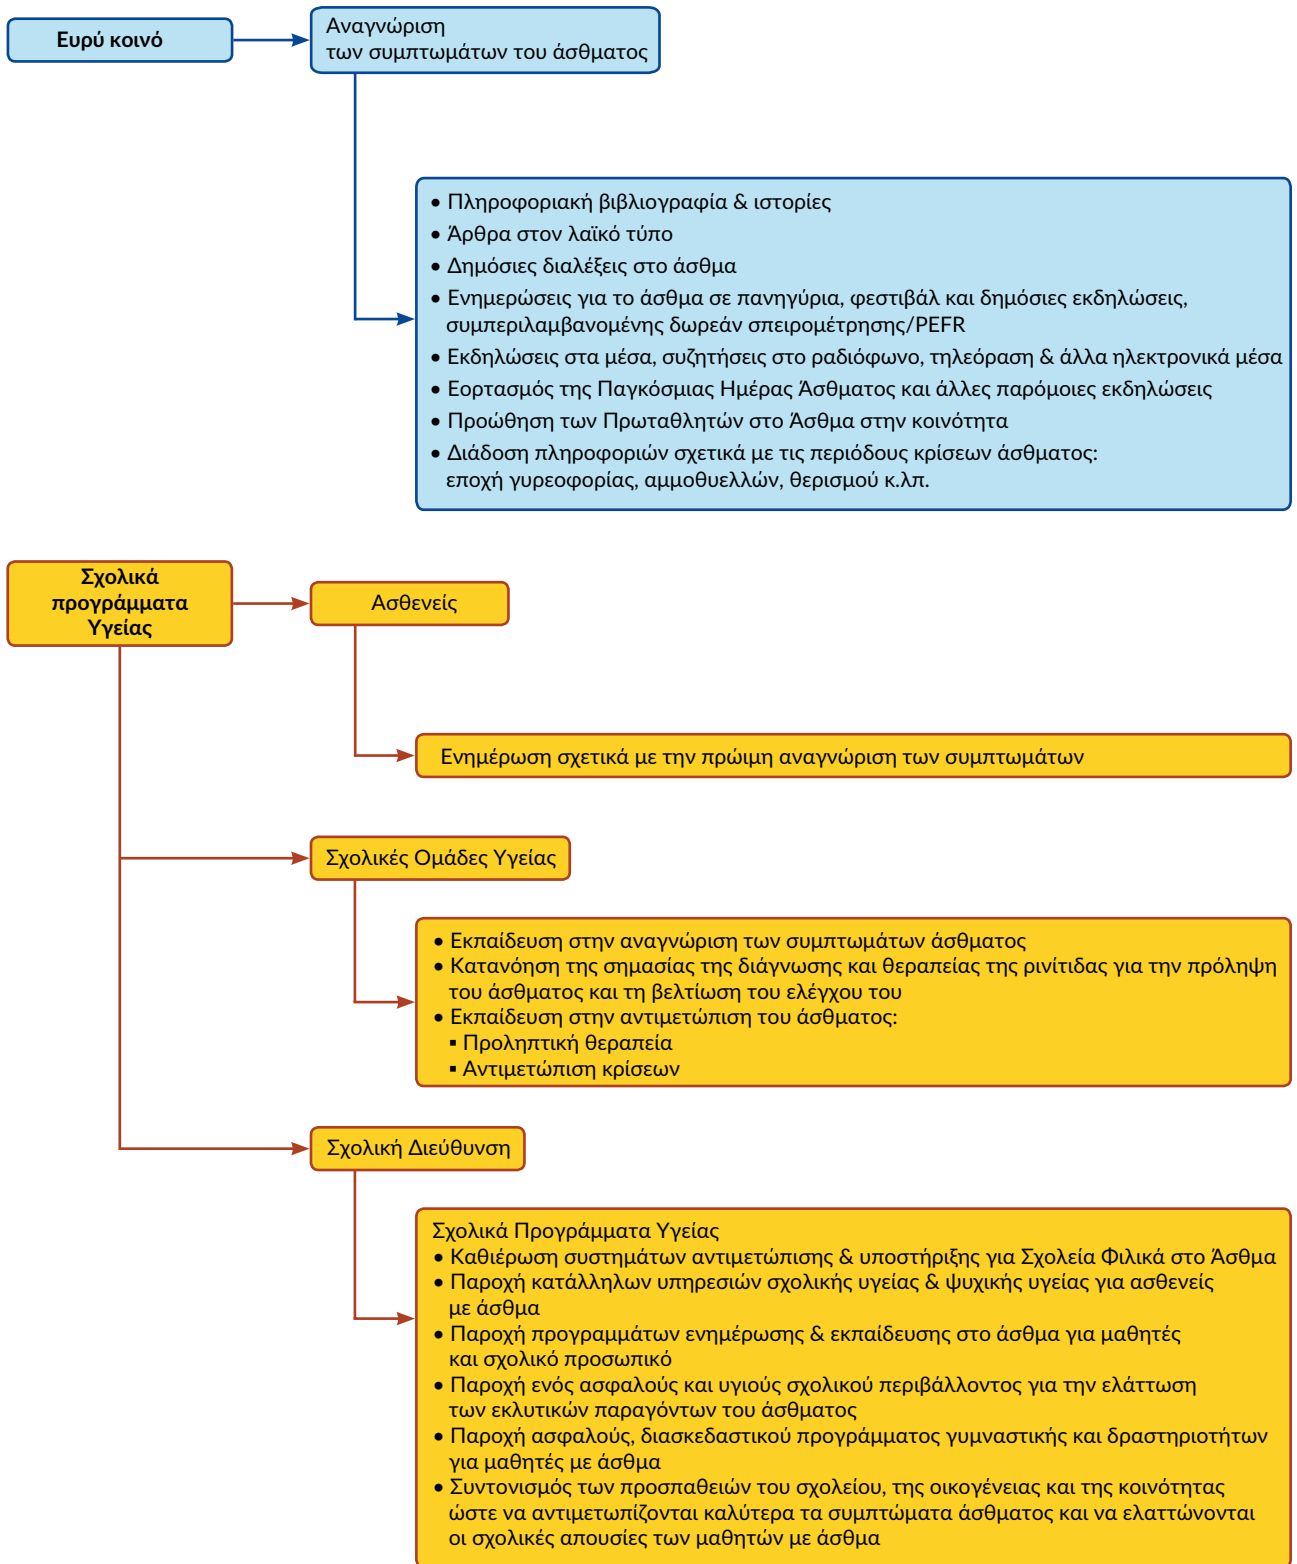 Ευρύ κοινό
Αναγνώριση
των συμπτωμάτων του άσθματος
• Πληροφοριακή βιβλιογραφία & ιστορίες
• Άρθρα στον λαϊκό τύπο
• Δημόσιες διαλέξεις στο άσθμα
• Ενημερώσεις για το άσθμα σε πανηγύρια, φεστιβάλ και δημόσιες εκδηλώσεις,
συμπεριλαμβανομένης δωρεάν σπειρομέτρησης/PEFR
• Εκδηλώσεις στα μέσα, συζητήσεις στο ραδιόφωνο, τηλεόραση & άλλα ηλεκτρονικά μέσα
• Εορτασμός της Παγκόσμιας Ημέρας Άσθματος και άλλες παρόμοιες εκδηλώσεις
• Προώθηση των Πρωταθλητών στο Άσθμα στην κοινότητα
• Διάδοση πληροφοριών σχετικά με τις περιόδους κρίσεων άσθματος:
εποχή γυρεοφορίας, αμμοθυελλών, θερισμού κ.λπ.
Σχολικά
προγράμματα
Υγείας
Ασθενείς
Ενημέρωση σχετικά με την πρώιμη αναγνώριση των συμπτωμάτων
Σχολικές Ομάδες Υγείας
• Εκπαίδευση στην αναγνώριση των συμπτωμάτων άσθματος
• Κατανόηση της σημασίας της διάγνωσης και θεραπείας της ρινίτιδας για την πρόληψη
του άσθματος και τη βελτίωση του ελέγχου του
• Εκπαίδευση στην αντιμετώπιση του άσθματος:
▪ Προληπτική θεραπεία
▪ Αντιμετώπιση κρίσεων
Σχολική Διεύθυνση
Σχολικά Προγράμματα Υγείας
• Καθιέρωση συστημάτων αντιμετώπισης & υποστήριξης για Σχολεία Φιλικά στο Άσθμα
• Παροχή κατάλληλων υπηρεσιών σχολικής υγείας & ψυχικής υγείας για ασθενείς
με άσθμα
• Παροχή προγραμμάτων ενημέρωσης & εκπαίδευσης στο άσθμα για μαθητές
και σχολικό προσωπικό
• Παροχή ενός ασφαλούς και υγιούς σχολικού περιβάλλοντος για την ελάττωση
των εκλυτικών παραγόντων του άσθματος
• Παροχή ασφαλούς, διασκεδαστικού προγράμματος γυμναστικής και δραστηριοτήτων
για μαθητές με άσθμα
• Συντονισμός των προσπαθειών του σχολείου, της οικογένειας και της κοινότητας
ώστε να αντιμετωπίζονται καλύτερα τα συμπτώματα άσθματος και να ελαττώνονται
οι σχολικές απουσίες των μαθητών με άσθμα